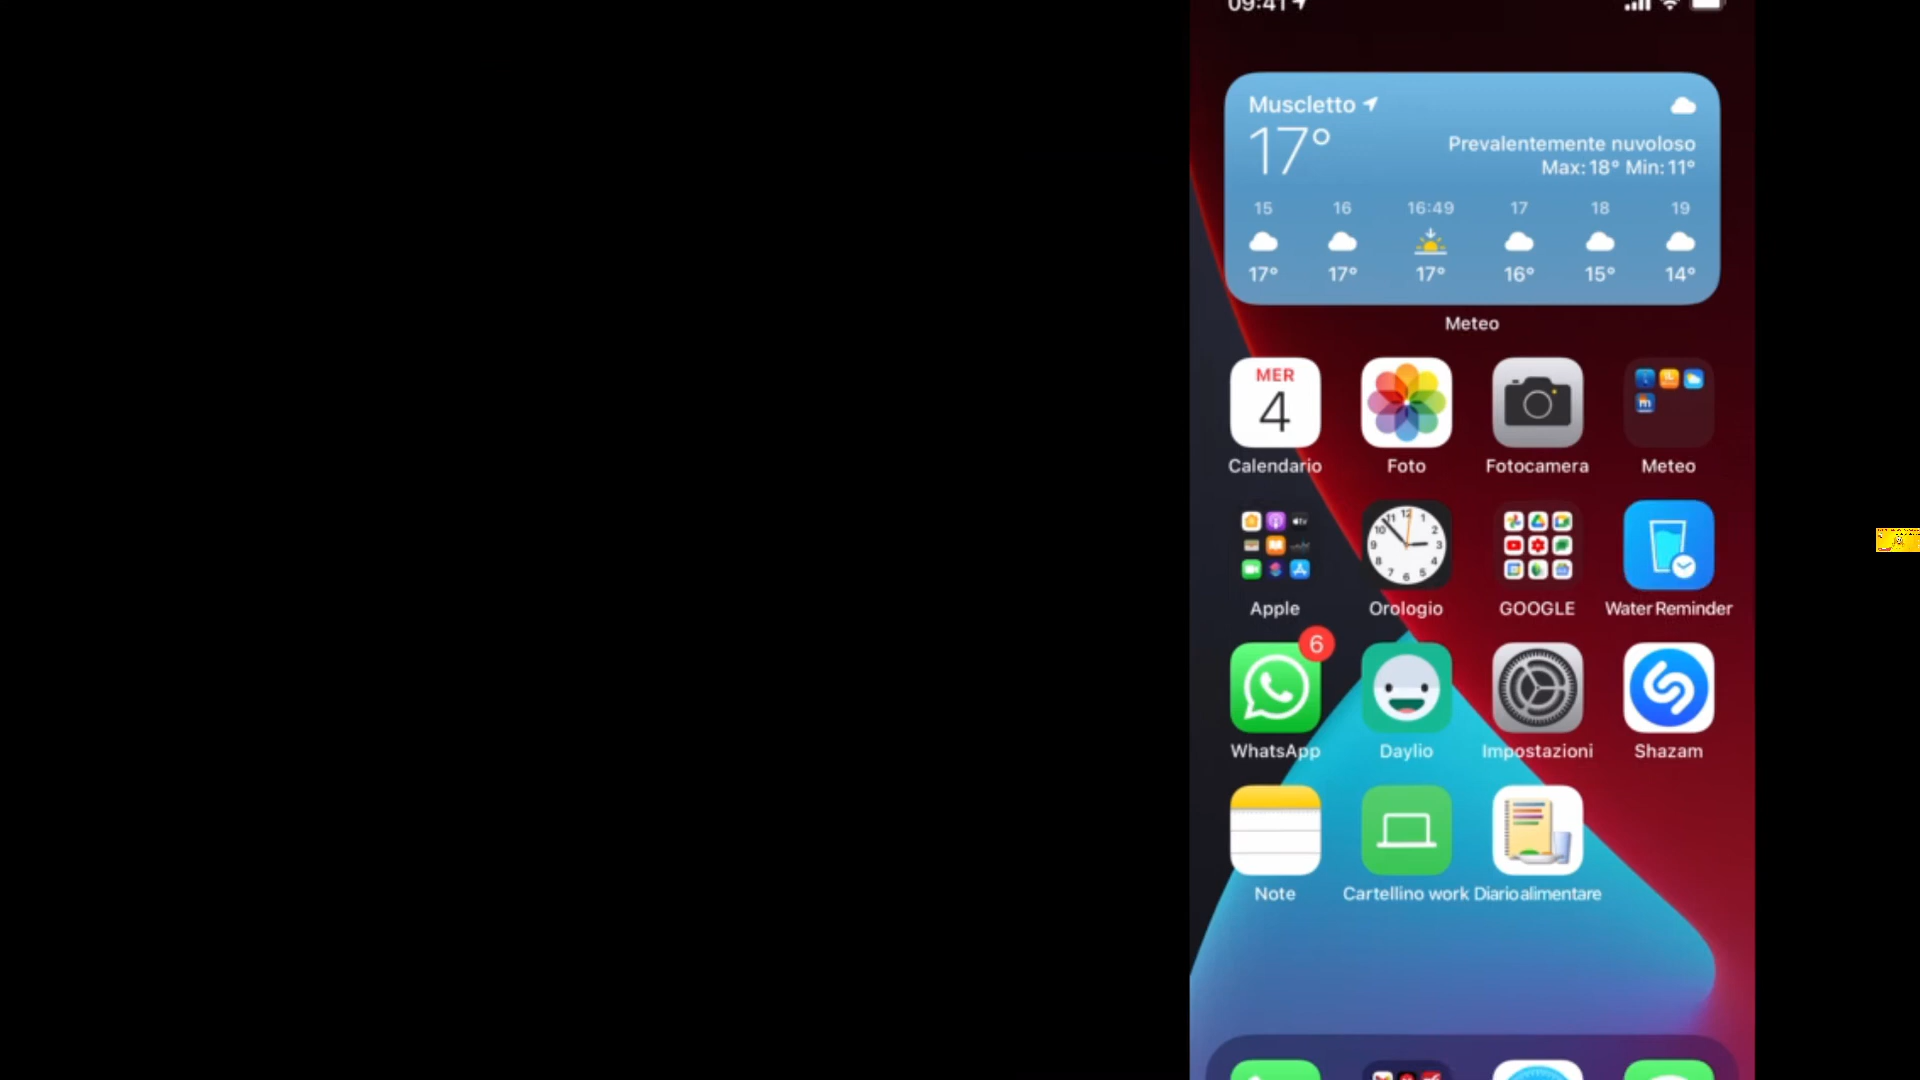 09:41
Muscletto
17°
Prevalentemente nuvoloso
Max: 18° Min: 11°
15 16 16:49 17 18 19
17° 17° 17° 16° 15° 14°
Meteo
MER
4
Calendario Foto Fotocamera Meteo
Apple Orologio GOOGLE Water Reminder
6
WhatsApp Daylio Impostazioni Shazam
Note Cartellino work Diario alimentare